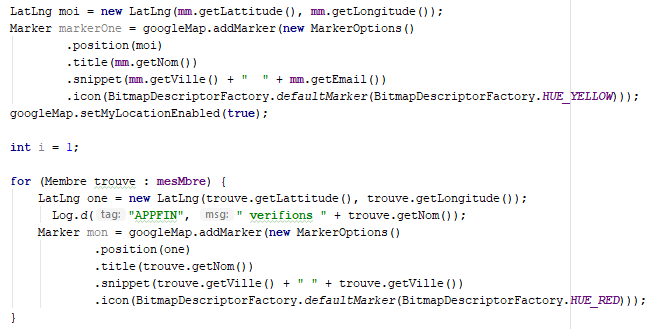 LatLng moi = new LatLng(mm.getLattitude(), mm.getLongitude());
Marker markerOne = googleMap.addMarker(new MarkerOptions()
.position(moi)
.title(mm.getNom())
.snippet(mm.getVille() + "  " + mm.getEmail())
.icon(BitmapDescriptorFactory.defaultMarker(BitmapDescriptorFactory.HUE_YELLOW)));
googleMap.setMyLocationEnabled(true);
int i = 1;
for (Membre trouve : mesMbre) {
LatLng one = new LatLng(trouve.getLattitude(), trouve.getLongitude());
Log.d( tag: "APPFIN", msg: " verifions " + trouve.getNom());
Marker mon = googleMap.addMarker(new MarkerOptions()
.position(one)
.title(trouve.getNom())
.snippet(trouve.getVille() + " " + trouve.getVille())
.icon(BitmapDescriptorFactory.defaultMarker(BitmapDescriptorFactory.HUE_RED)));
}